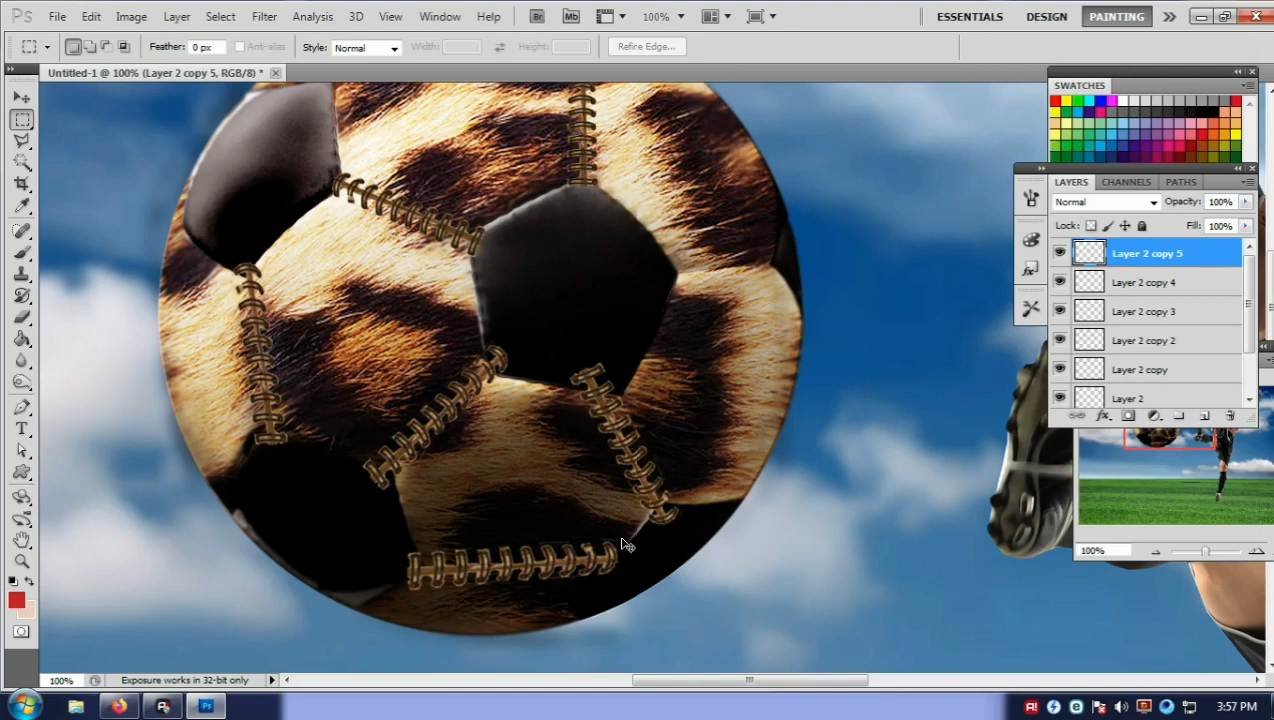 Ps File Edit Image Layer Select Filter Analysis 3D View Window Help Br Mb 100% ESSENTIALS DESIGN PAINTING
Feather: 0 px Anti-alias Style: Normal Width: Height: Refine Edge...
Untitled-1 @ 100% (Layer 2 copy 5, RGB/8) *
SWATCHES
LAYERS CHANNELS PATHS
Normal Opacity: 100%
Lock: Fill: 100%
Layer 2 copy 5
Layer 2 copy 4
Layer 2 copy 3
Layer 2 copy 2
Layer 2 copy
Layer 2
100%
100% Exposure works in 32-bit only
Ps 3:57 PM